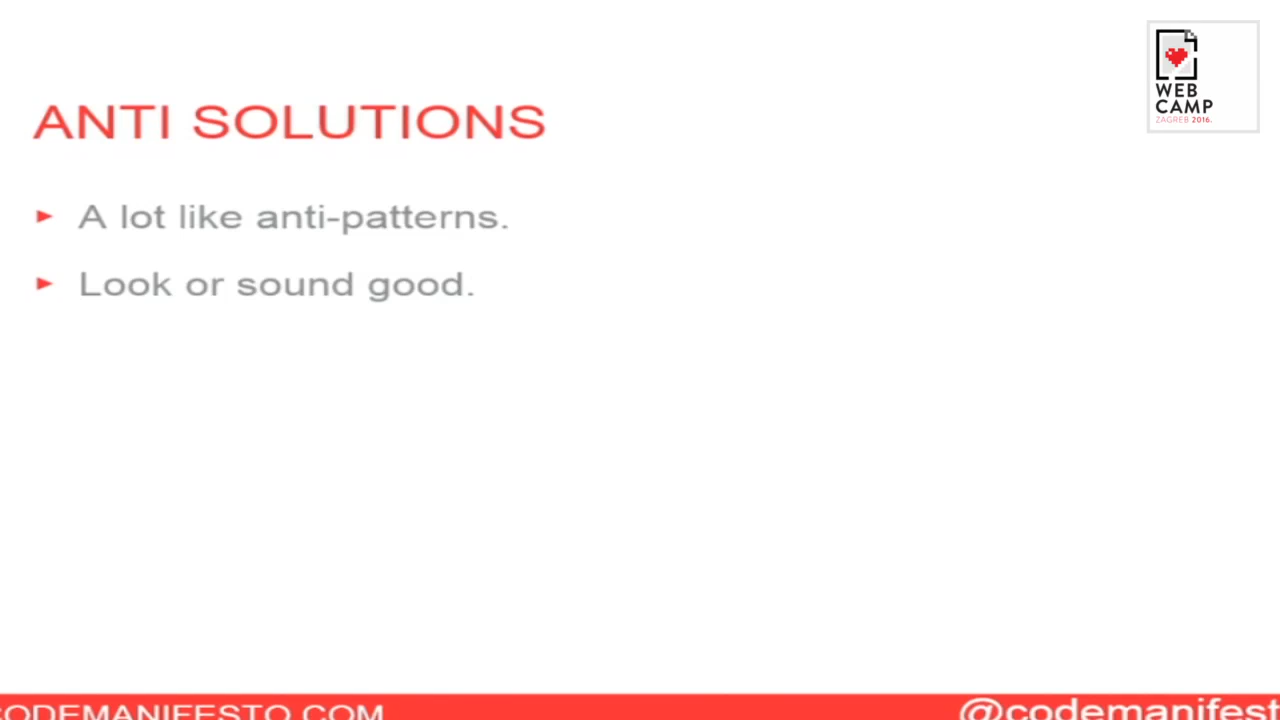 WEB
CAMP
ZAGREB 2016.
ANTI SOLUTIONS
A lot like anti-patterns.
Look or sound good.
CODEMANIFESTO.COM
@codemanifest